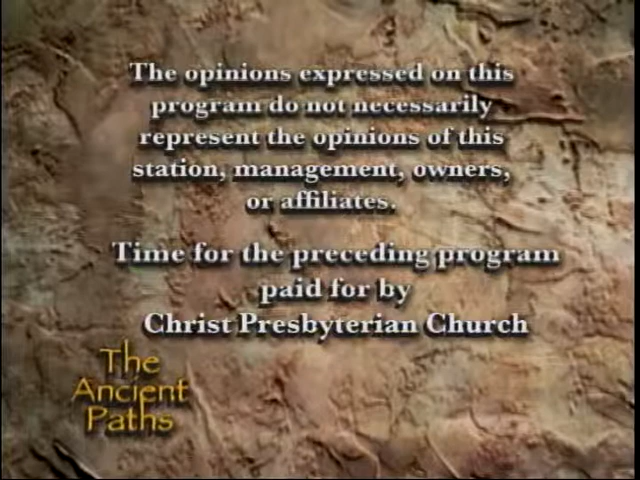 The opinions expressed on this
program do not necessarily
represent the opinions of this
station, management, owners,
or affiliates.
Time for the preceding program
paid for by
Christ Presbyterian Church
The
Ancient
Paths